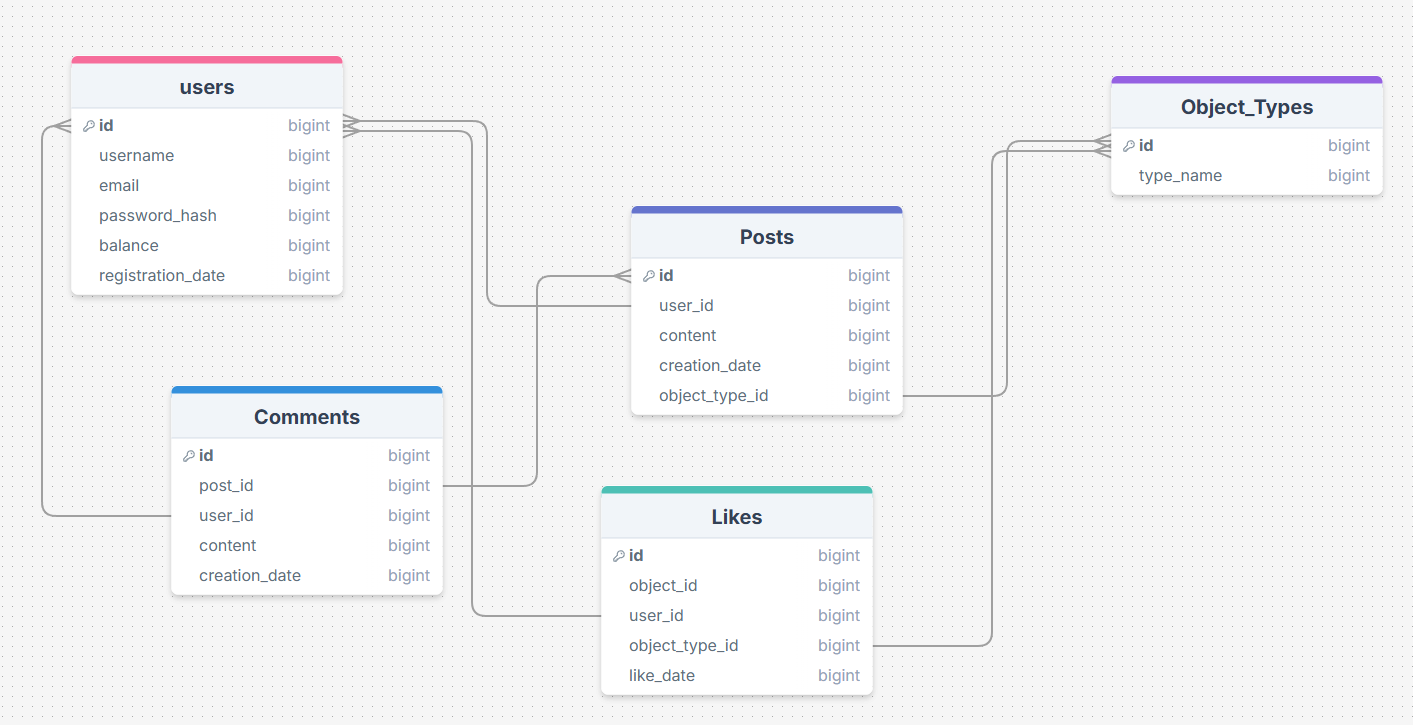 users
id bigint
username bigint
email bigint
password_hash bigint
balance bigint
registration_date bigint
Object_Types
id bigint
type_name bigint
Posts
id bigint
user_id bigint
content bigint
creation_date bigint
object_type_id bigint
Comments
id bigint
post_id bigint
user_id bigint
content bigint
creation_date bigint
Likes
id bigint
object_id bigint
user_id bigint
object_type_id bigint
like_date bigint